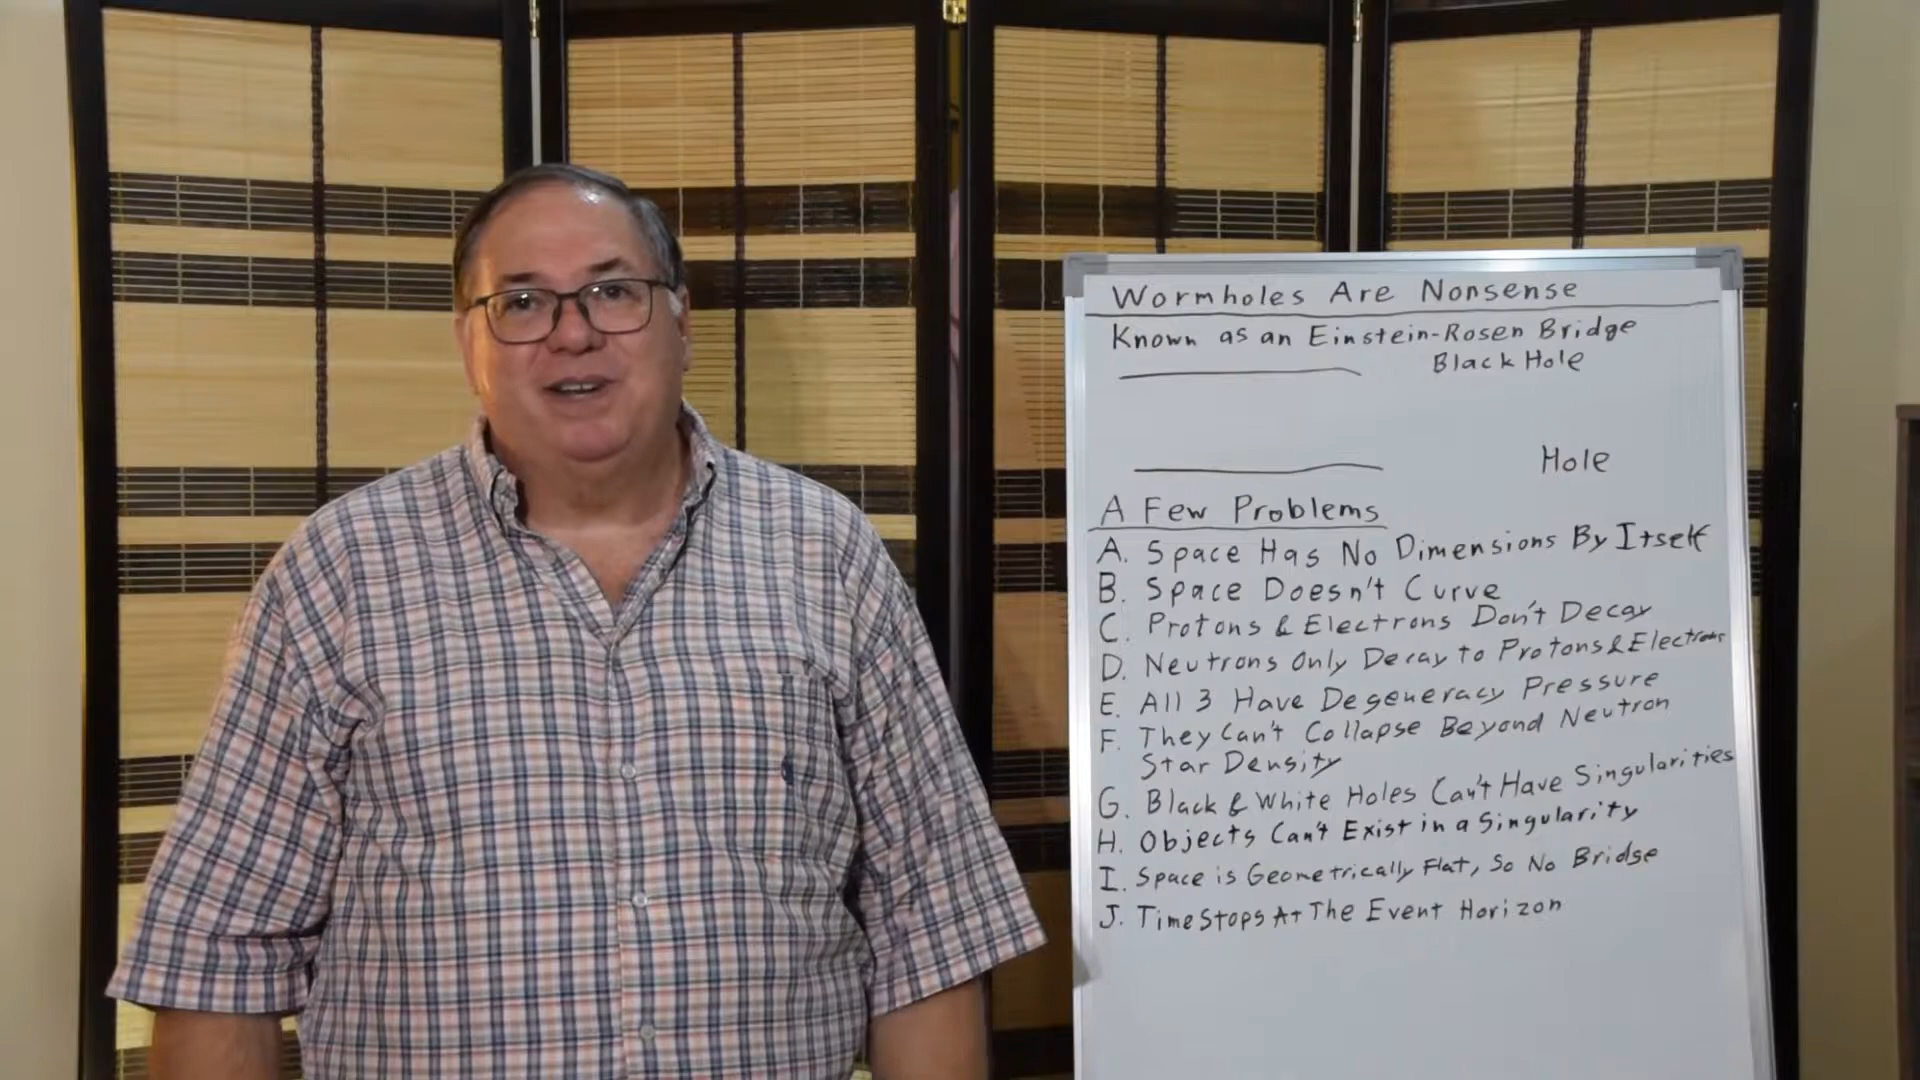 Wormholes Are Nonsense
Known as an Einstein-Rosen Bridge
Black Hole
Hole
A Few Problems
A. Space Has No Dimensions By Itself
B. Space Doesn't Curve
C. Protons & Electrons Don't Decay
D. Neutrons Only Decay to Protons & Electrons
E. All 3 Have Degeneracy Pressure
F. They Can't Collapse Beyond Neutron
Star Density
G. Black & White Holes Can't Have Singularities
H. Objects Can't Exist in a Singularity
I. Space is Geometrically Flat, So No Bridge
J. Time Stops At The Event Horizon